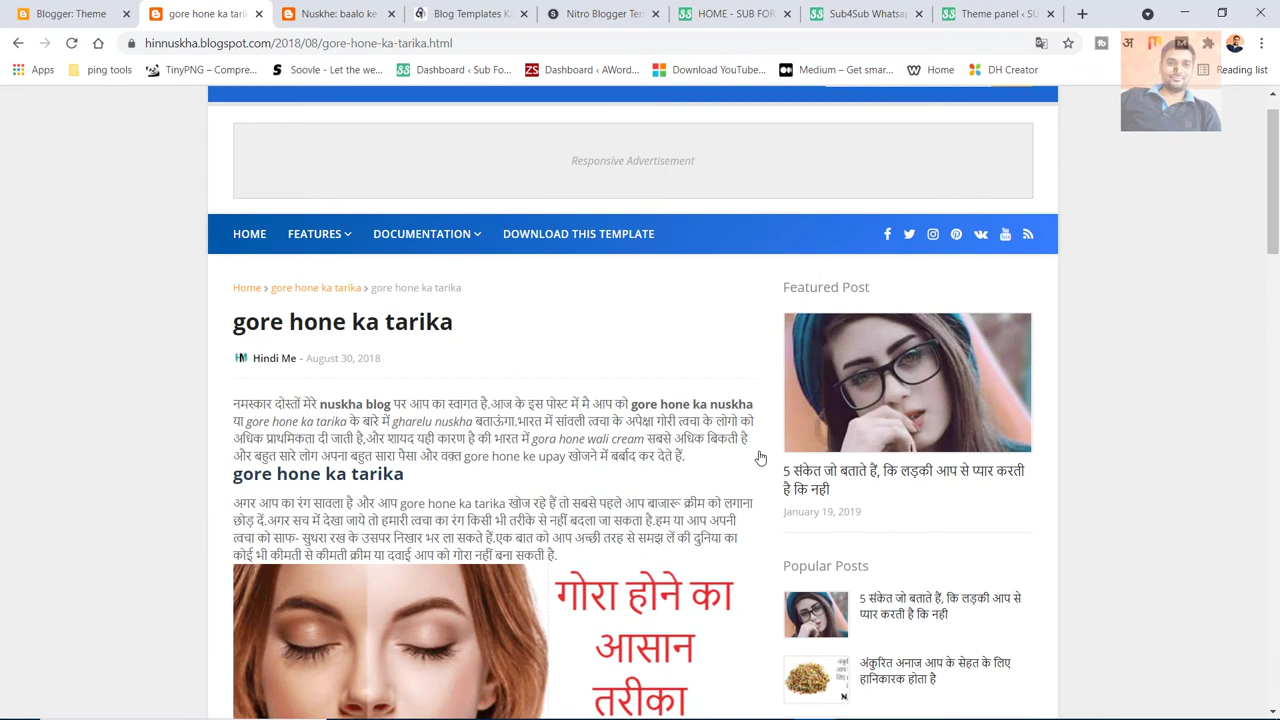 Blogger: Theme
gore hone ka tarik
Nuskhe: baalo ke
Blog Templates Ka
Nitro Blogger Ten
HOME - SUB FOR
Sub4Sub Whatsap
Theme panel ‹ SU
hinnuskha.blogspot.com/2018/08/gore-hone-ka-tarika.html
Apps
ping tools
TinyPNG – Compre...
Soovle - Let the we...
Dashboard - Sub Fo...
Dashboard ‹ AWord...
Download YouTube...
Medium – Get smar...
Home
DH Creator
Reading list
Responsive Advertisement
HOME FEATURES DOCUMENTATION DOWNLOAD THIS TEMPLATE
Home > gore hone ka tarika > gore hone ka tarika
gore hone ka tarika
Hindi Me - August 30, 2018
नमस्कार दोस्तों मेरे nuskha blog पर आप का स्वागत है.आज के इस पोस्ट में मै आप को gore hone ka nuskha
या gore hone ka tarika के बारे में gharelu nuskha बताऊंगा.भारत में सांवली त्वचा के अपेक्षा गोरी त्वचा के लोगो को
अधिक प्राथमिकता दी जाती है,और शायद यही कारण है की भारत में gora hone wali cream सबसे अधिक बिकती है
और बहुत सारे लोग अपना बहुत सारा पैसा और वक़्त gore hone ke upay खोजने में बर्बाद कर देते हैं.
gore hone ka tarika
अगर आप का रंग सावला है और आप gore hone ka tarika खोज रहे हैं तो सबसे पहले आप बाजारू क्रीम को लगाना
छोड़ दें.अगर सच में देखा जाये तो हमारी त्वचा का रंग किसी भी तरीके से नहीं बदला जा सकता है.हम या आप अपनी
त्वचा को साफ- सुथरा रख के उसपर निखार भर ला सकते हैं.एक बात को आप अच्छी तरह से समझ लें की दुनिया का
कोई भी कीमती से कीमती क्रीम या दवाई आप को गोरा नहीं बना सकती है.
गोरा होने का
आसान
तरीका
Featured Post
5 संकेत जो बताते हैं, कि लड़की आप से प्यार करती
है कि नही
January 19, 2019
Popular Posts
5 संकेत जो बताते हैं, कि लड़की आप से
प्यार करती है कि नही
अंकुरित अनाज आप के सेहत के लिए
हानिकारक होता है